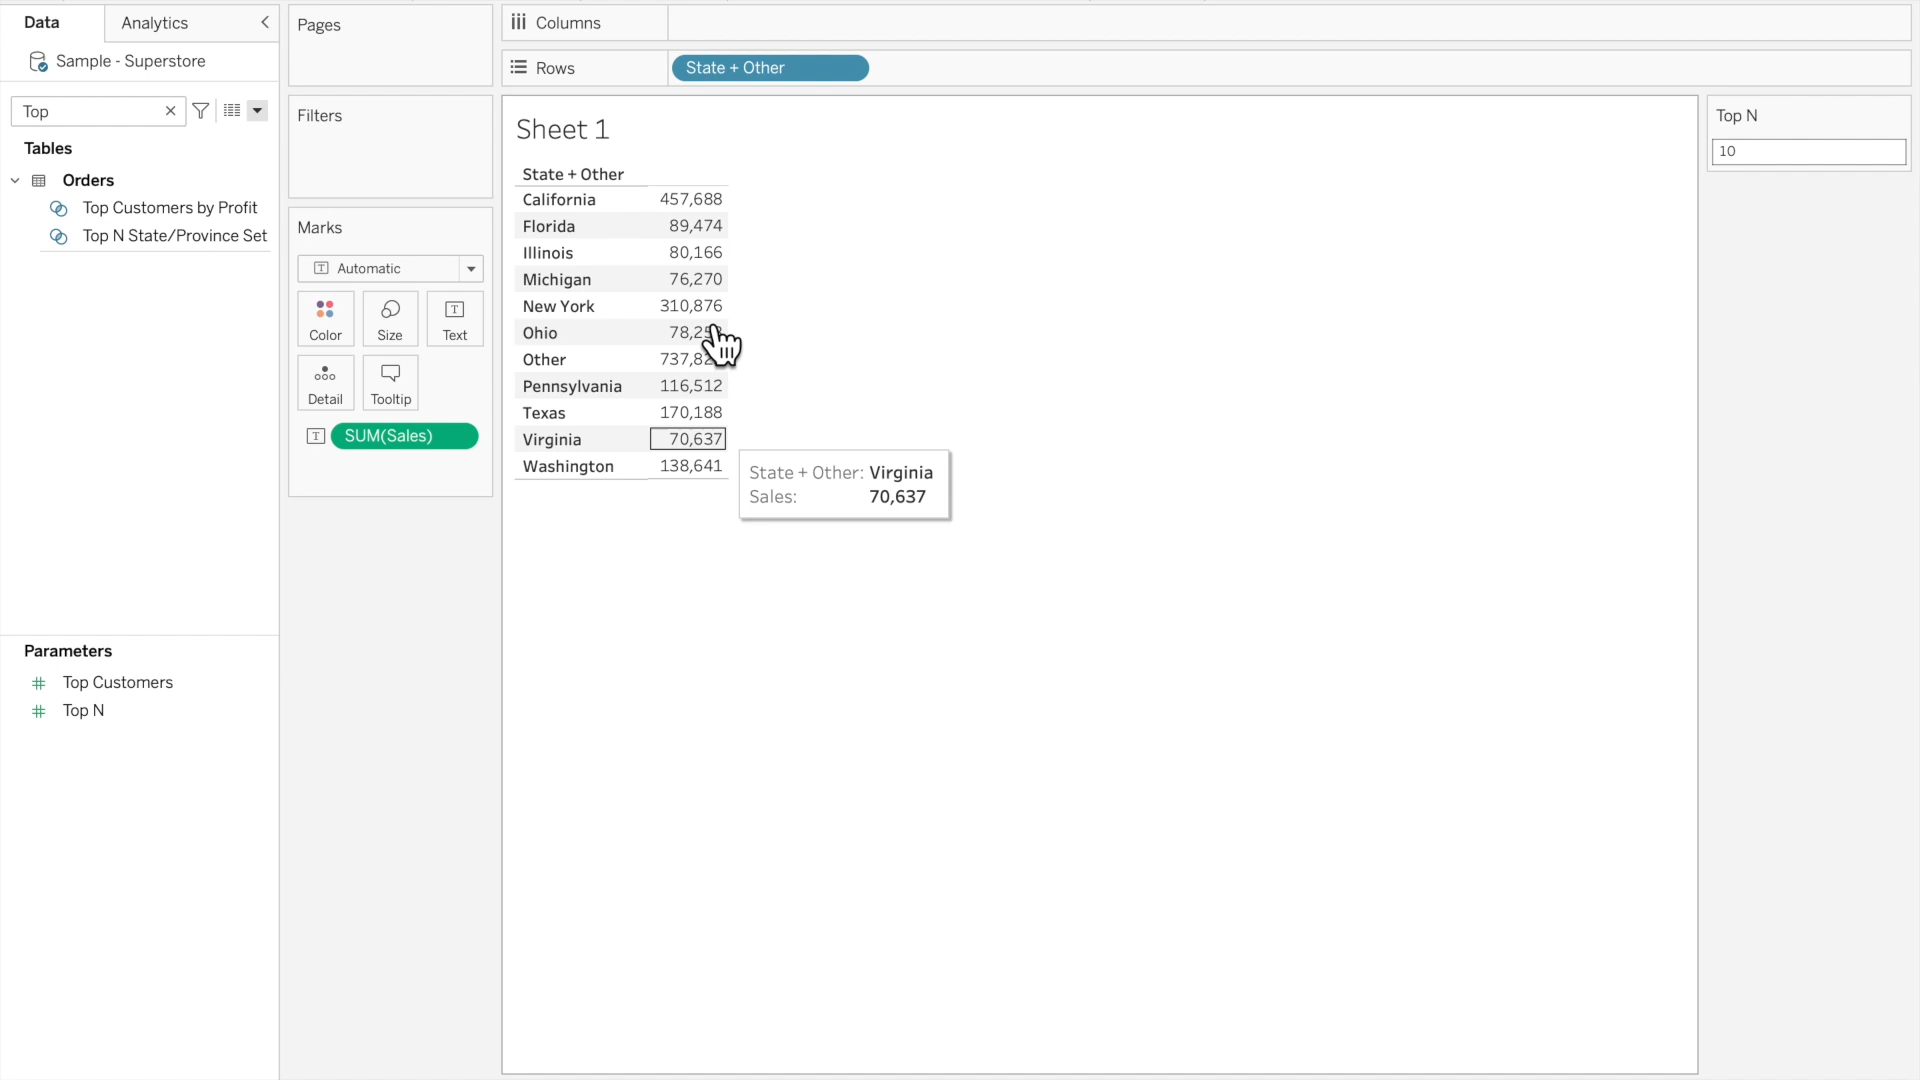 Data
Analytics
Sample - Superstore
Top
Tables
Orders
Top Customers by Profit
Top N State/Province Set
Parameters
Top Customers
Top N
Pages
Filters
Marks
Automatic
Color
Size
Text
Detail
Tooltip
SUM(Sales)
Columns
Rows
State + Other
Sheet 1
State + Other
California 457,688
Florida 89,474
Illinois 80,166
Michigan 76,270
New York 310,876
Ohio
Other
Pennsylvania 116,512
Texas 170,188
Virginia 70,637
Washington 138,641
State + Other: Virginia
Sales: 70,637
Top N
10